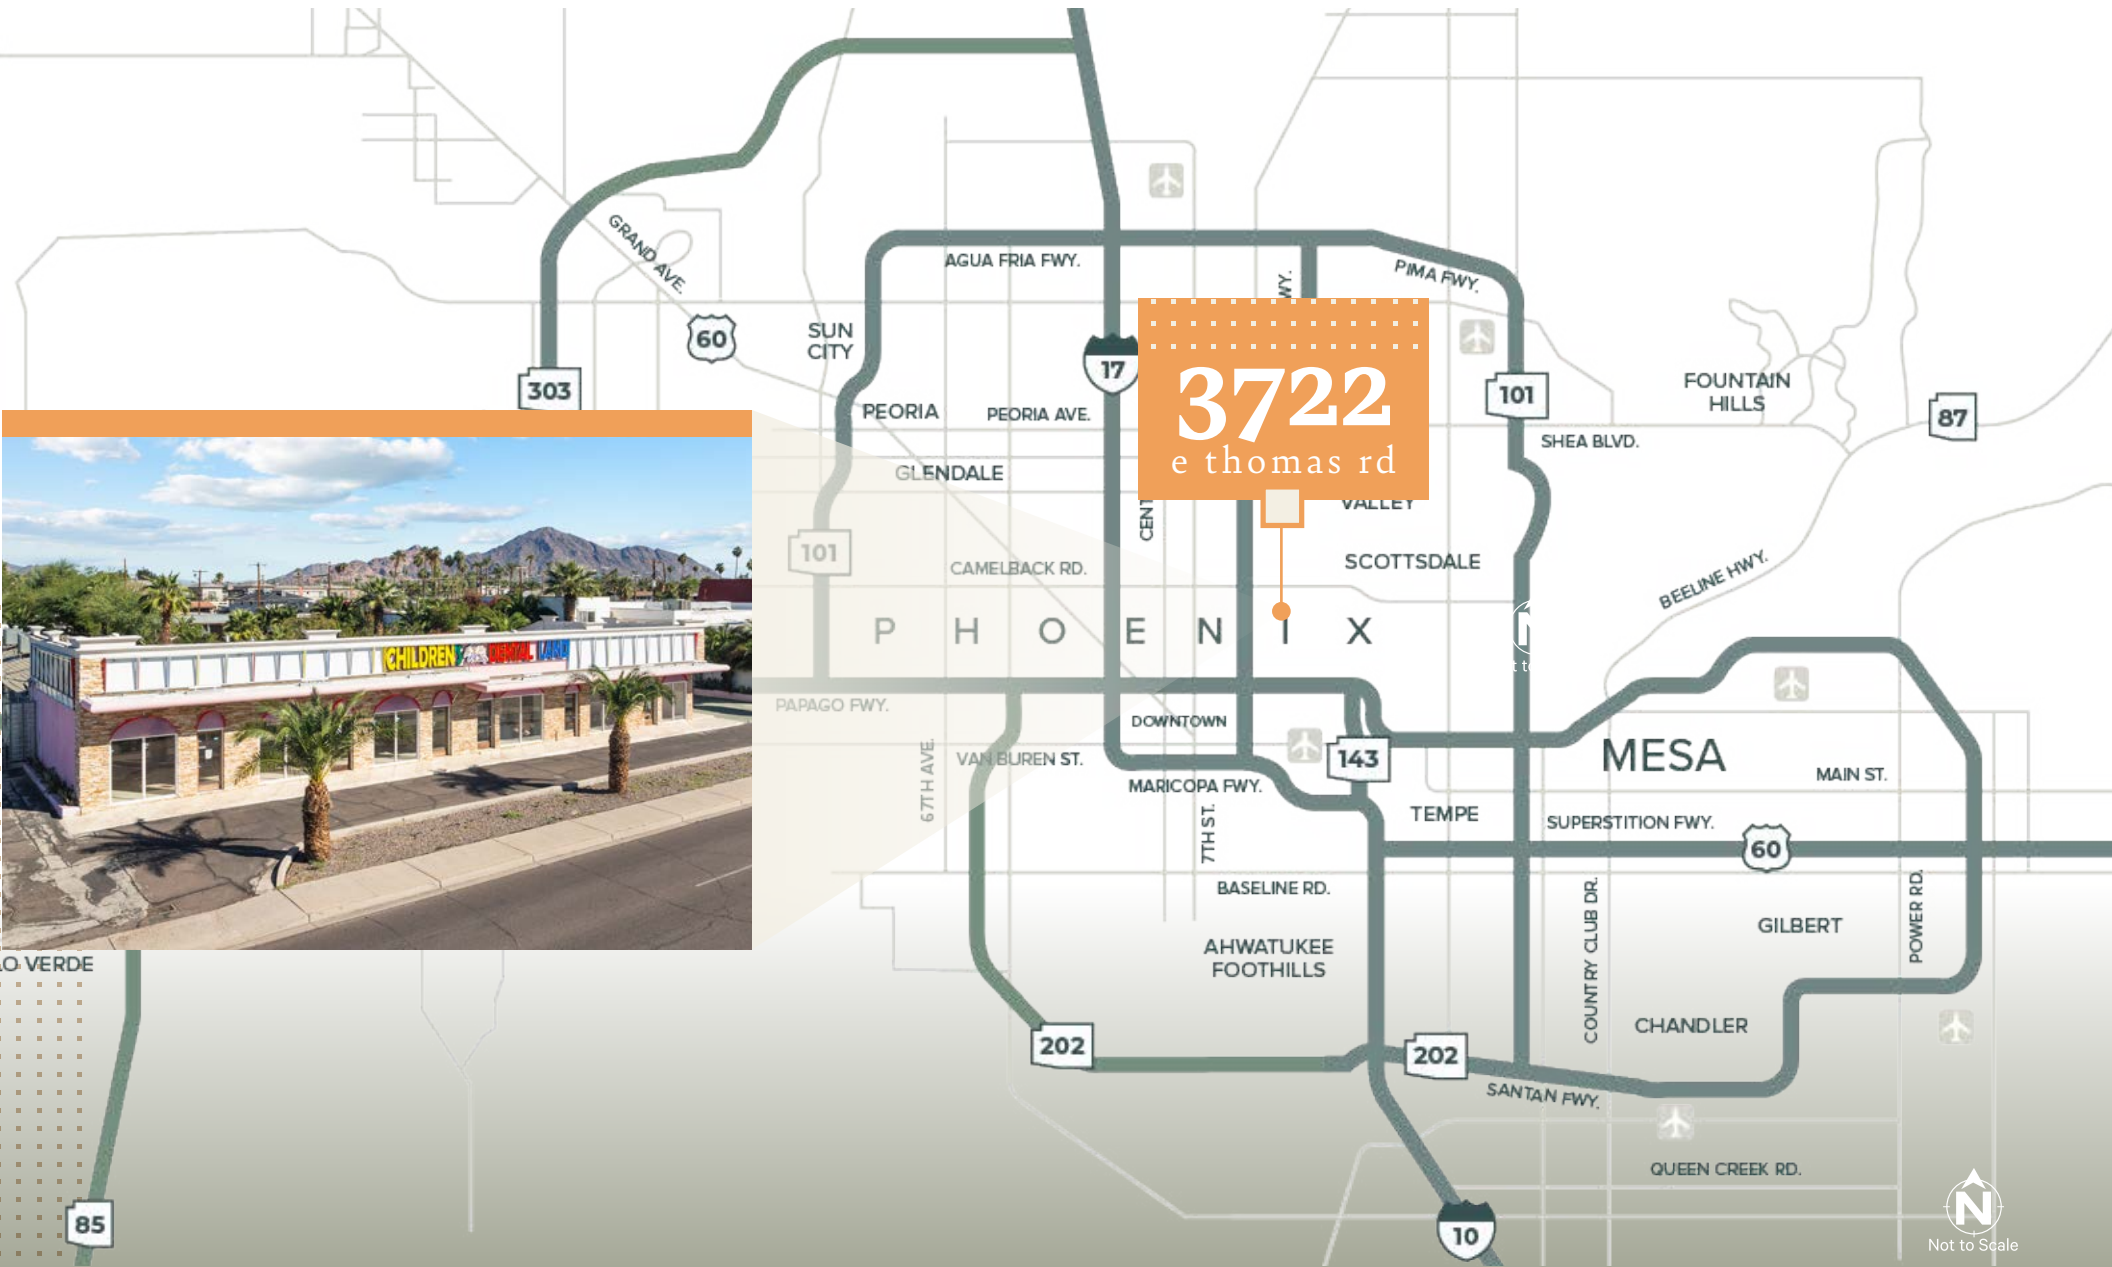 AGUA FRIA FWY.
PIMA FWY.
WY.
GRAND AVE.
60
SUN
CITY
17
303
101
3722
e thomas rd
FOUNTAIN
HILLS
87
PEORIA
PEORIA AVE.
SHEA BLVD.
GLENDALE
VALLEY
CENT
101
CAMELBACK RD.
SCOTTSDALE
BEELINE HWY.
PHOENIX
N
CHILDREN'S DENTAL LAND
PAPAGO FWY.
DOWNTOWN
67TH AVE.
VAN BUREN ST.
143
MESA
MAIN ST.
MARICOPA FWY.
7TH ST.
TEMPE
SUPERSTITION FWY.
60
BASELINE RD.
COUNTRY CLUB DR.
POWER RD.
GILBERT
AHWATUKEE
FOOTHILLS
O VERDE
202
202
CHANDLER
SANTAN FWY.
QUEEN CREEK RD.
85
10
N
Not to Scale